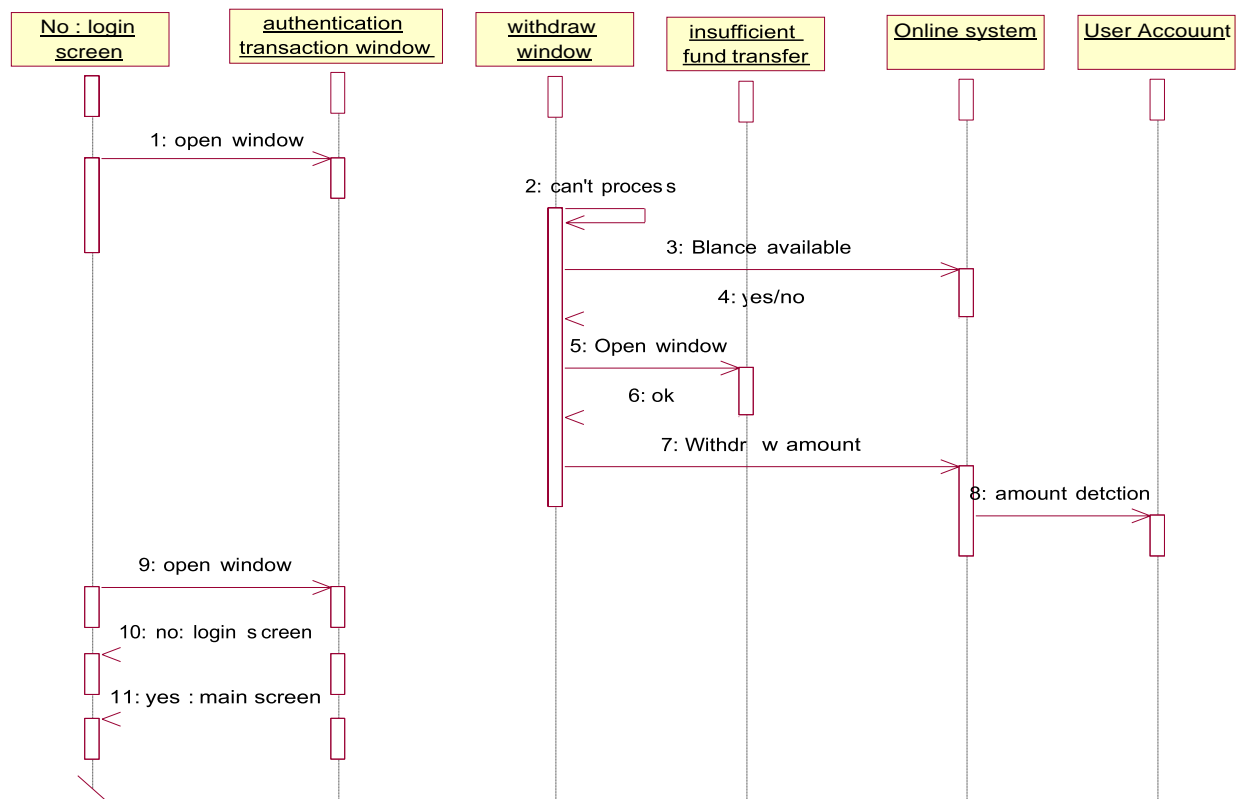 No : login
screen
authentication
transaction window
withdraw
window
insufficient
fund transfer
Online system
User Accouunt
1: open window
2: can't process
3: Blance available
4: yes/no
5: Open window
6: ok
7: Withdr w amount
8: amount detction
9: open window
10: no: login screen
11: yes : main screen